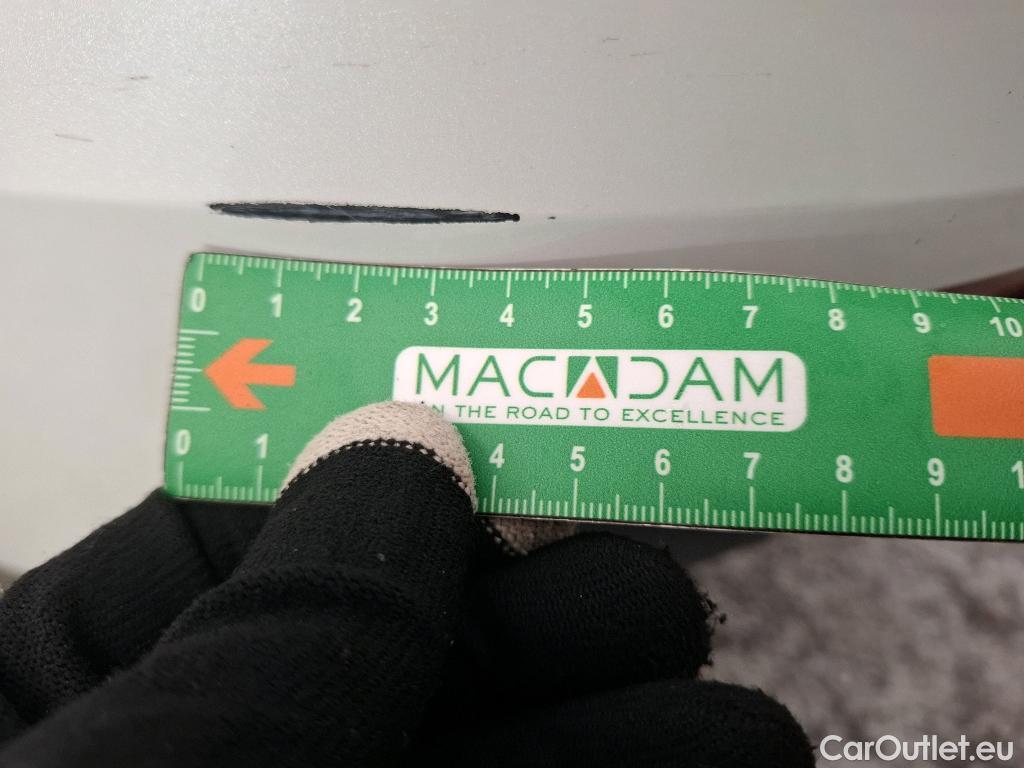 0 1 2 3 4 5 6 7 8 9 10
MACADAM
N THE ROAD TO EXCELLENCE
0 1 4 5 6 7 8 9 1
CarOutlet.eu